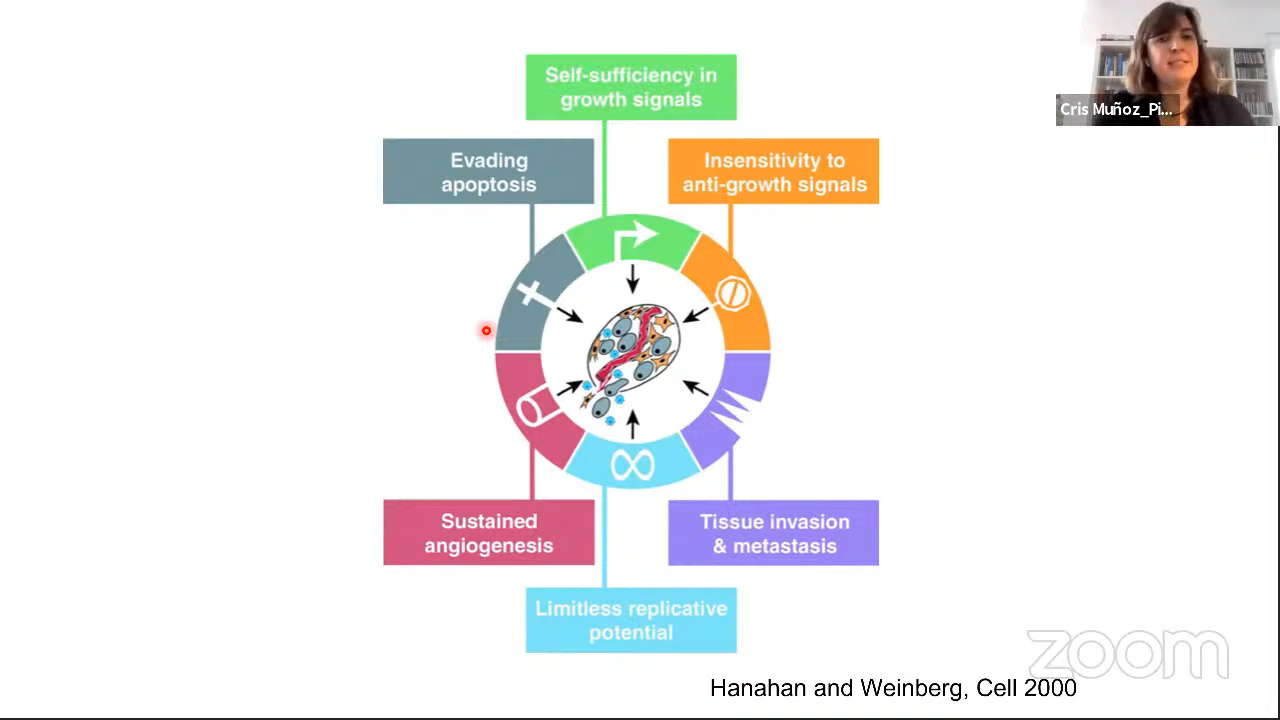 Self-sufficiency in
growth signals
Cris Muñoz_Pi...
Evading
apoptosis
Insensitivity to
anti-growth signals
Sustained
angiogenesis
Tissue invasion
& metastasis
Limitless replicative
potential
zoom
Hanahan and Weinberg, Cell 2000